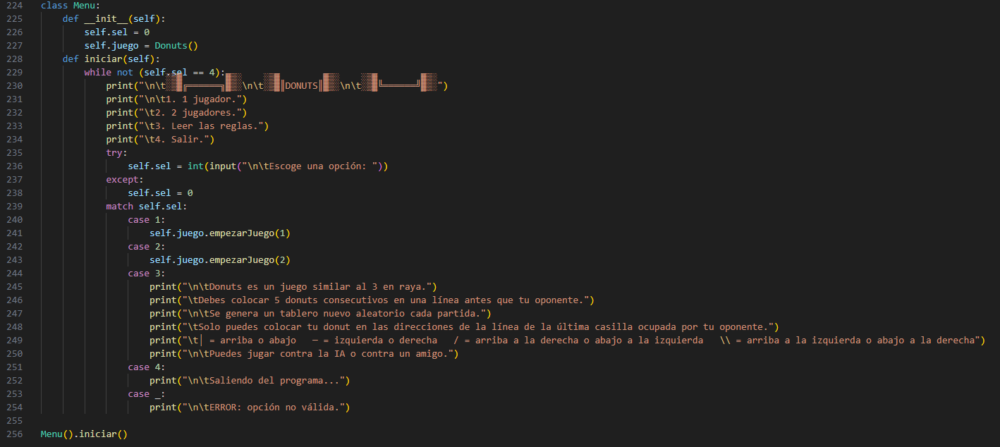 224 class Menu:
225     def __init__(self):
226         self.sel = 0
227         self.juego = Donuts()
228     def iniciar(self):
229         while not (self.sel == 4):
230             print("\n\t░▒▓╔══════╗▓▒░\n\t░▒▓║DONUTS║▓▒░\n\t░▒▓╚══════╝▓▒░")
231             print("\n\t1. 1 jugador.")
232             print("\t2. 2 jugadores.")
233             print("\t3. Leer las reglas.")
234             print("\t4. Salir.")
235             try:
236                 self.sel = int(input("\n\tEscoge una opción: "))
237             except:
238                 self.sel = 0
239             match self.sel:
240                 case 1:
241                     self.juego.empezarJuego(1)
242                 case 2:
243                     self.juego.empezarJuego(2)
244                 case 3:
245                     print("\n\tDonuts es un juego similar al 3 en raya.")
246                     print("\tDebes colocar 5 donuts consecutivos en una línea antes que tu oponente.")
247                     print("\n\tSe genera un tablero nuevo aleatorio cada partida.")
248                     print("\tSolo puedes colocar tu donut en las direcciones de la línea de la última casilla ocupada por tu oponente.")
249                     print("\t│ = arriba o abajo   ─ = izquierda o derecha   / = arriba a la derecha o abajo a la izquierda   \\ = arriba a la izquierda o abajo a la derecha")
250                     print("\n\tPuedes jugar contra la IA o contra un amigo.")
251                 case 4:
252                     print("\n\tSaliendo del programa...")
253                 case _:
254                     print("\n\tERROR: opción no válida.")
255
256 Menu().iniciar()